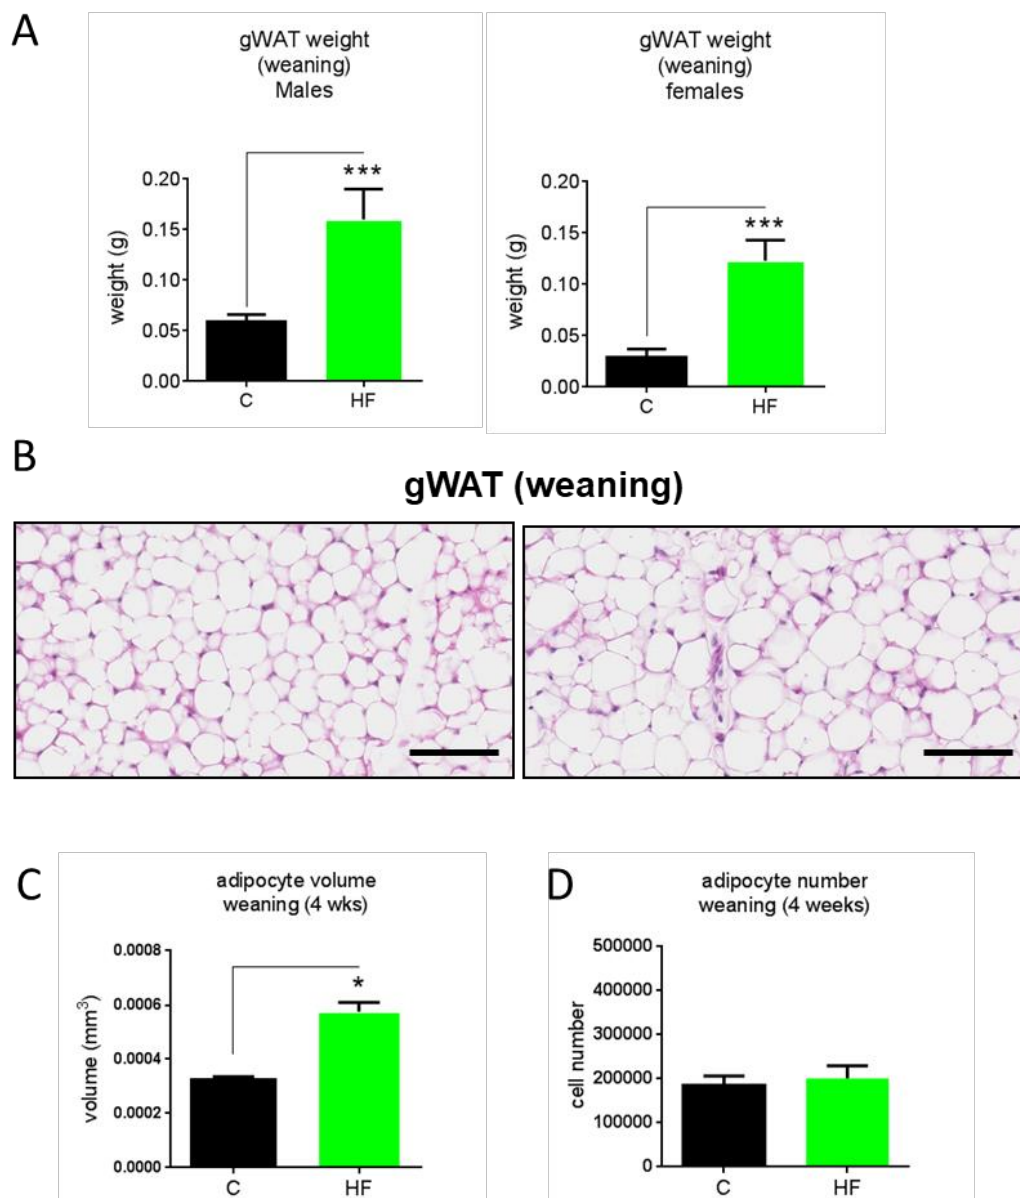 A
gWAT weight
(weaning)
Males
***
0.20
0.15
0.10
0.05
0.00
weight (g)
C
HF
gWAT weight
(weaning)
females
***
0.20
0.15
0.10
0.05
0.00
weight (g)
C
HF
B
gWAT (weaning)
C
adipocyte volume
weaning (4 wks)
*
0.0008
0.0006
0.0004
0.0002
0.0000
volume (mm³)
C
HF
D
adipocyte number
weaning (4 weeks)
500000
400000
300000
200000
100000
0
cell number
C
HF